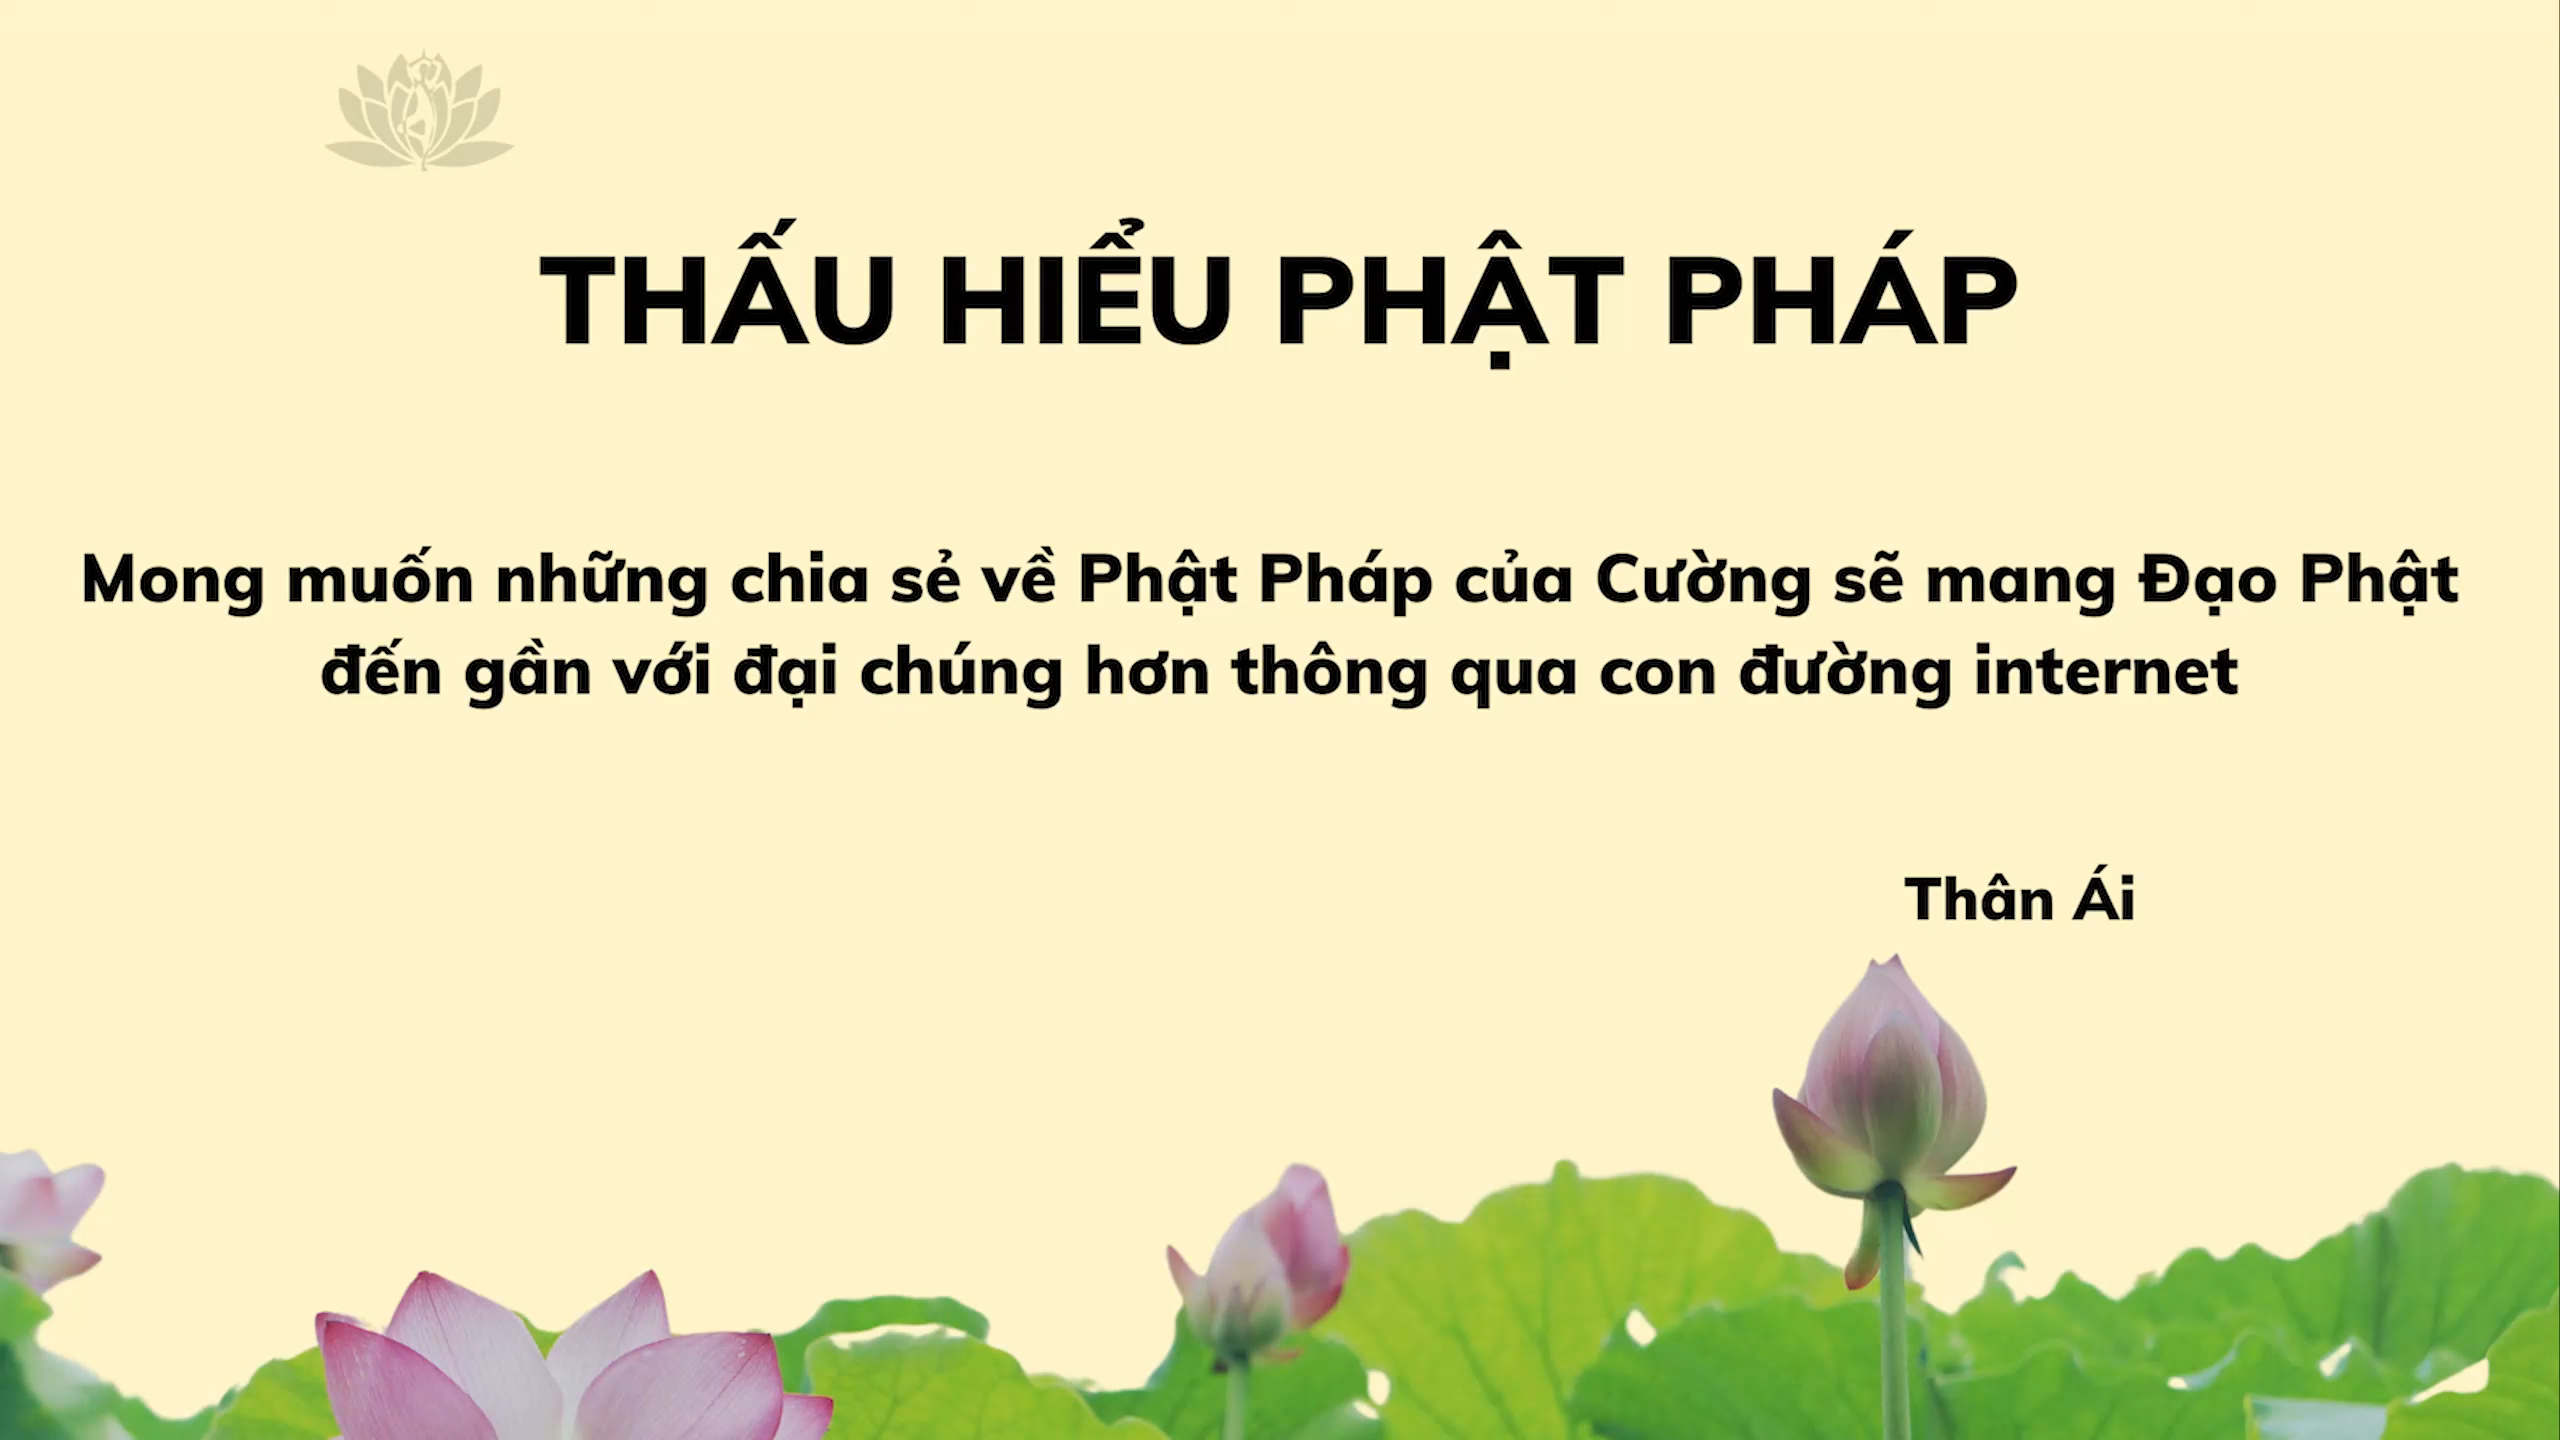 THẤU HIỂU PHẬT PHÁP
Mong muốn những chia sẻ về Phật Pháp của Cường sẽ mang Đạo Phật
đến gần với đại chúng hơn thông qua con đường internet
Thân Ái